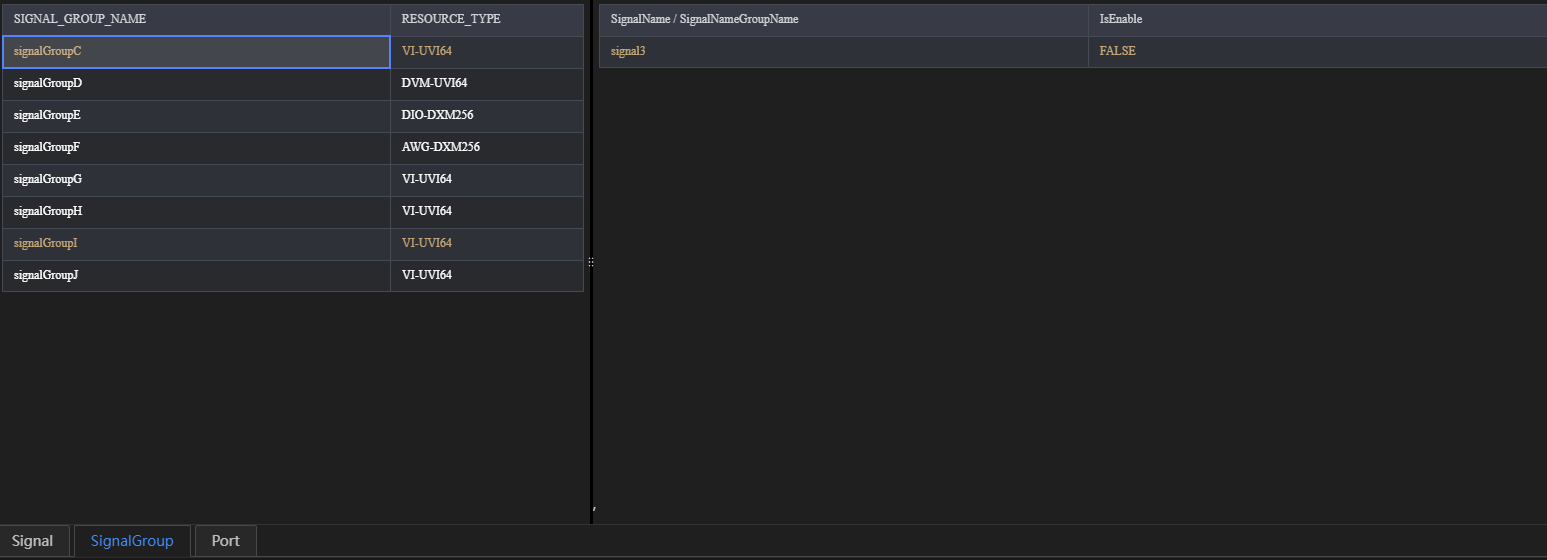 SIGNAL_GROUP_NAME RESOURCE_TYPE
signalGroupC VI-UVI64
signalGroupD DVM-UVI64
signalGroupE DIO-DXM256
signalGroupF AWG-DXM256
signalGroupG VI-UVI64
signalGroupH VI-UVI64
signalGroupI VI-UVI64
signalGroupJ VI-UVI64
SignalName / SignalNameGroupName IsEnable
signal3 FALSE
Signal SignalGroup Port